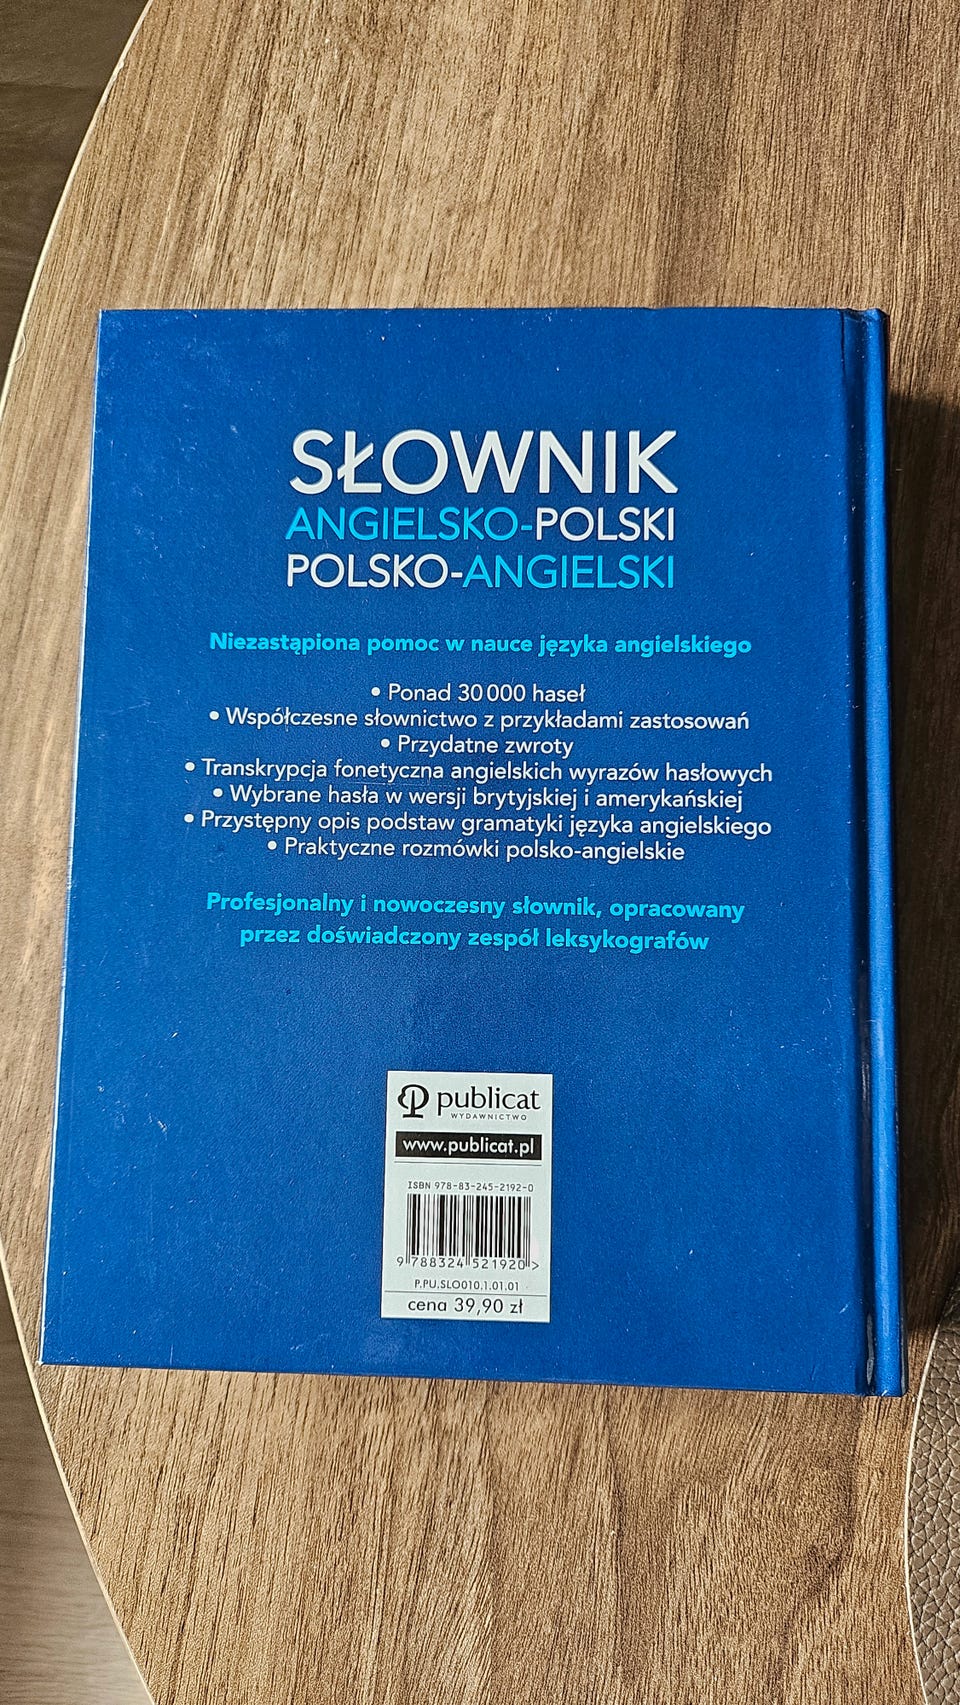 SŁOWNIK
ANGIELSKO-POLSKI
POLSKO-ANGIELSKI
Niezastąpiona pomoc w nauce języka angielskiego
• Ponad 30 000 haseł
• Współczesne słownictwo z przykładami zastosowań
• Przydatne zwroty
• Transkrypcja fonetyczna angielskich wyrazów hasłowych
• Wybrane hasła w wersji brytyjskiej i amerykańskiej
• Przystępny opis podstaw gramatyki języka angielskiego
• Praktyczne rozmówki polsko-angielskie
Profesjonalny i nowoczesny słownik, opracowany
przez doświadczony zespół leksykografów
publicat
WYDAWNICTWO
www.publicat.pl
ISBN 978-83-245-2192-0
9 788324 521920 >
P.PU.SLO010.1.01.01
cena 39,90 zł